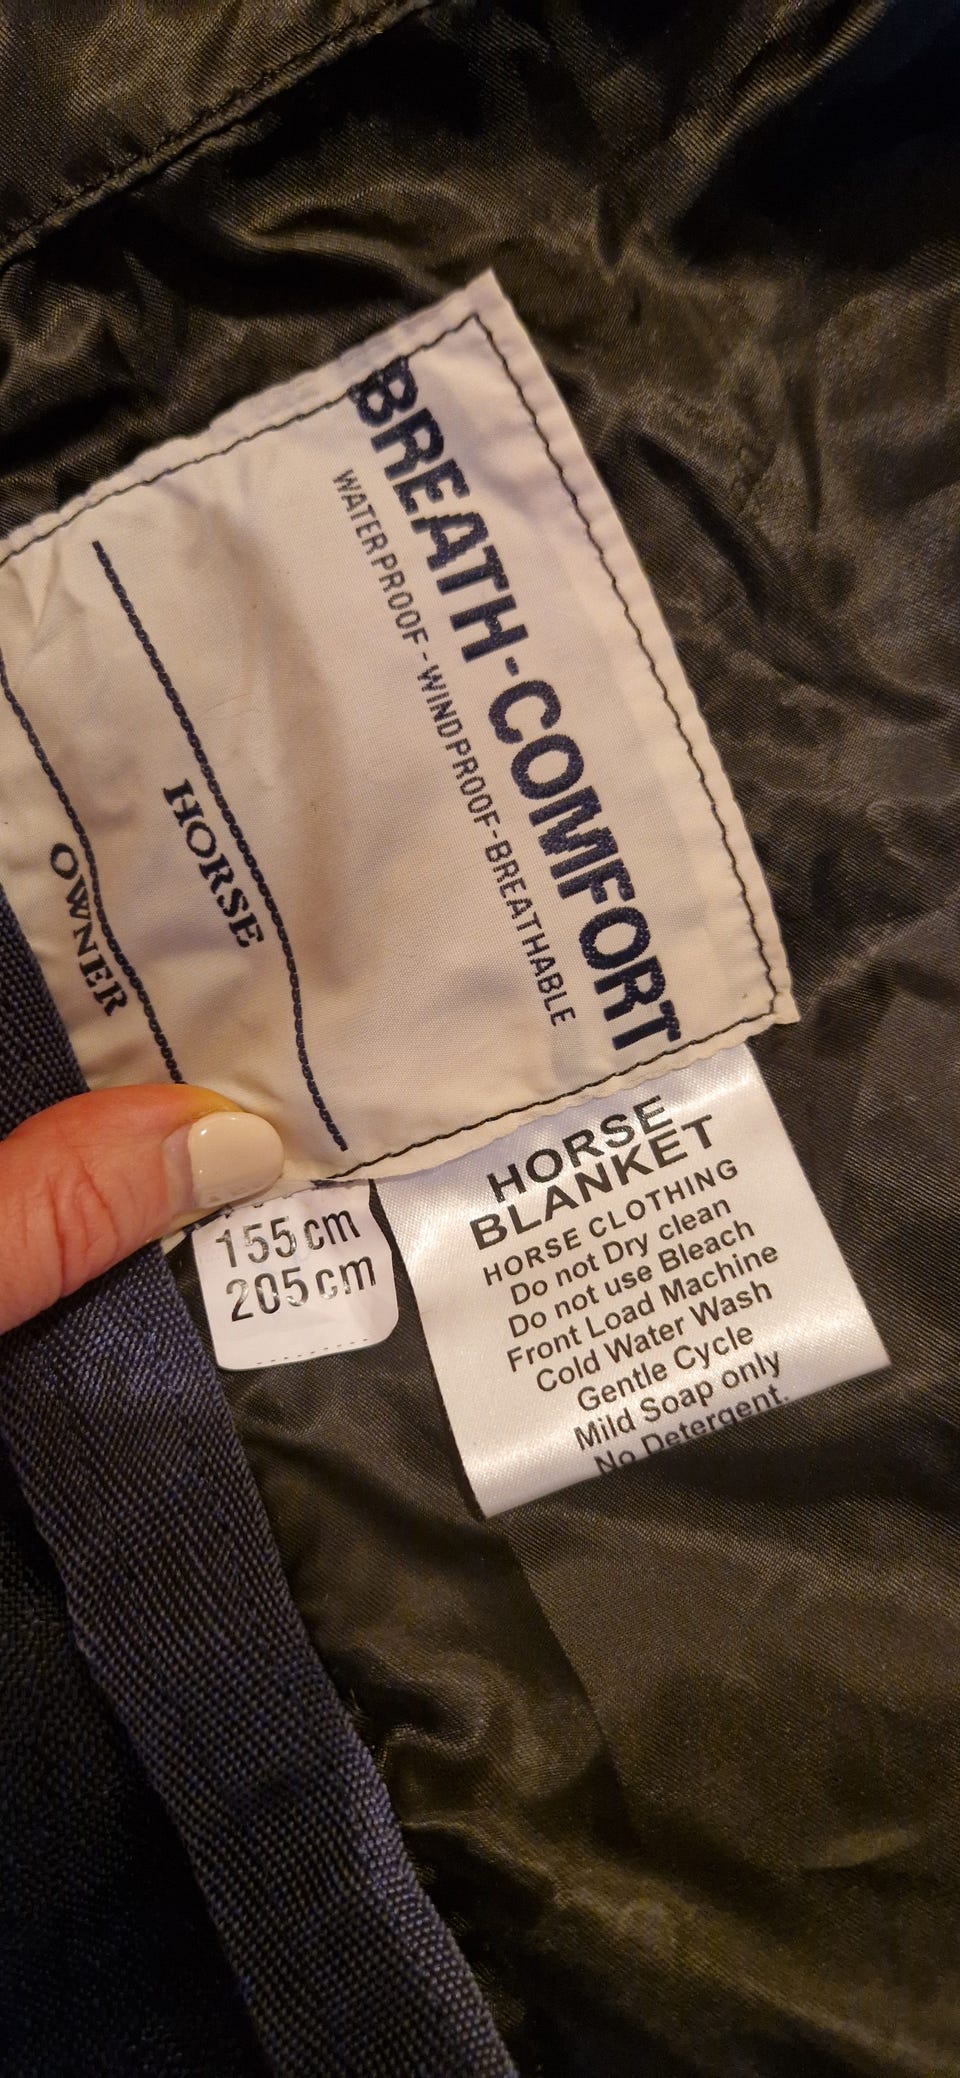 BREATH-COMFORT
WATERPROOF-WINDPROOF-BREATHABLE
HORSE
OWNER
155cm
205cm
HORSE
BLANKET
HORSE CLOTHING
Do not Dry clean
Do not use Bleach
Front Load Machine
Cold Water Wash
Gentle Cycle
Mild Soap only
No Detergent.